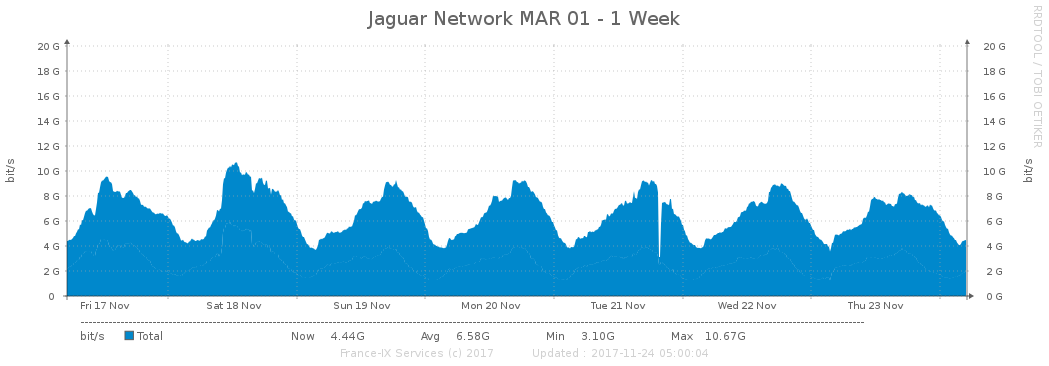 Jaguar Network MAR 01 - 1 Week
RRDTOOL / TOBI OETIKER
20 G 20 G
18 G 18 G
16 G 16 G
14 G 14 G
12 G 12 G
10 G 10 G
8 G 8 G
6 G 6 G
4 G 4 G
2 G 2 G
0 0 G
bit/s
bit/s
Fri 17 Nov Sat 18 Nov Sun 19 Nov Mon 20 Nov Tue 21 Nov Wed 22 Nov Thu 23 Nov
bit/s Total Now 4.44G Avg 6.58G Min 3.10G Max 10.67G
France-IX Services (c) 2017 Updated : 2017-11-24 05:00:04